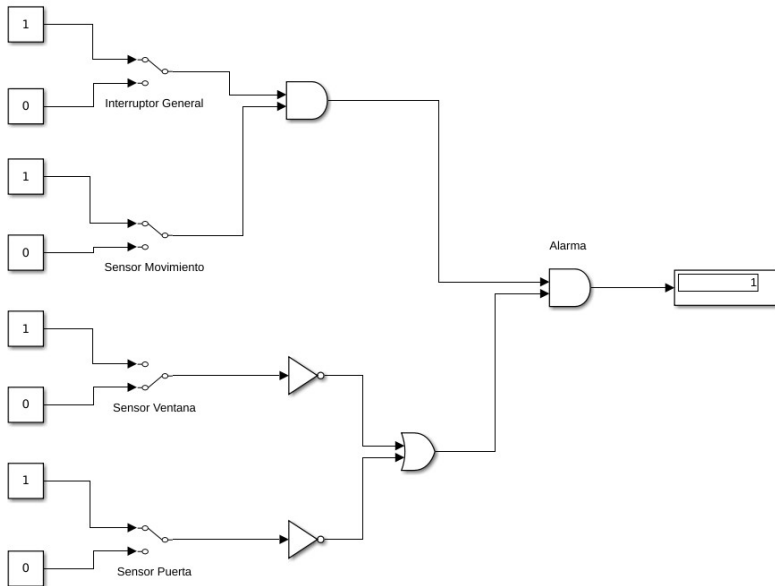 1
0
Interruptor General
1
0
Sensor Movimiento
Alarma
1
1
0
Sensor Ventana
1
0
Sensor Puerta